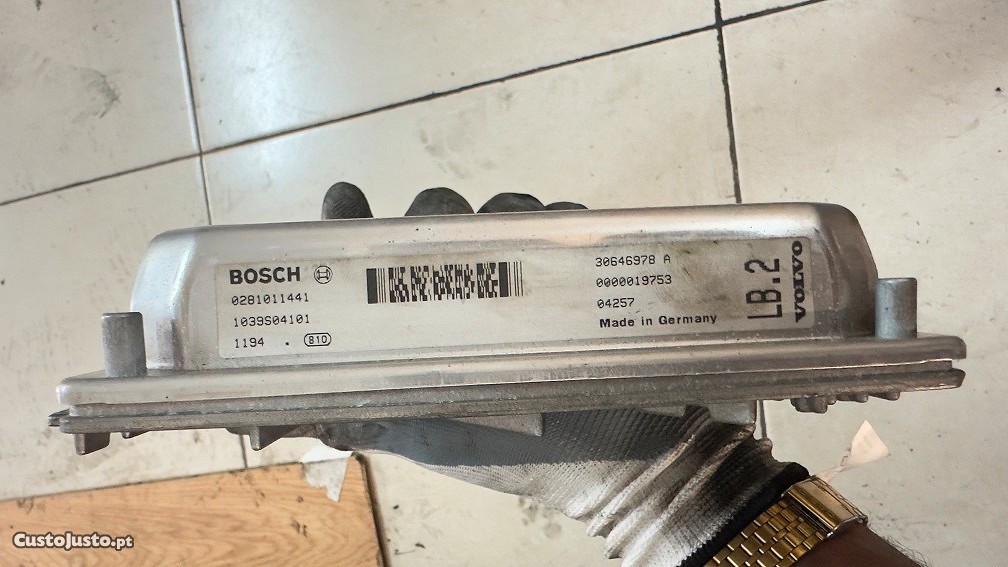 BOSCH
0281011441
1039S04101
1194 . 810
30646978 A
0000019753
04257
Made in Germany
LB.2
VOLVO
CustoJusto.pt